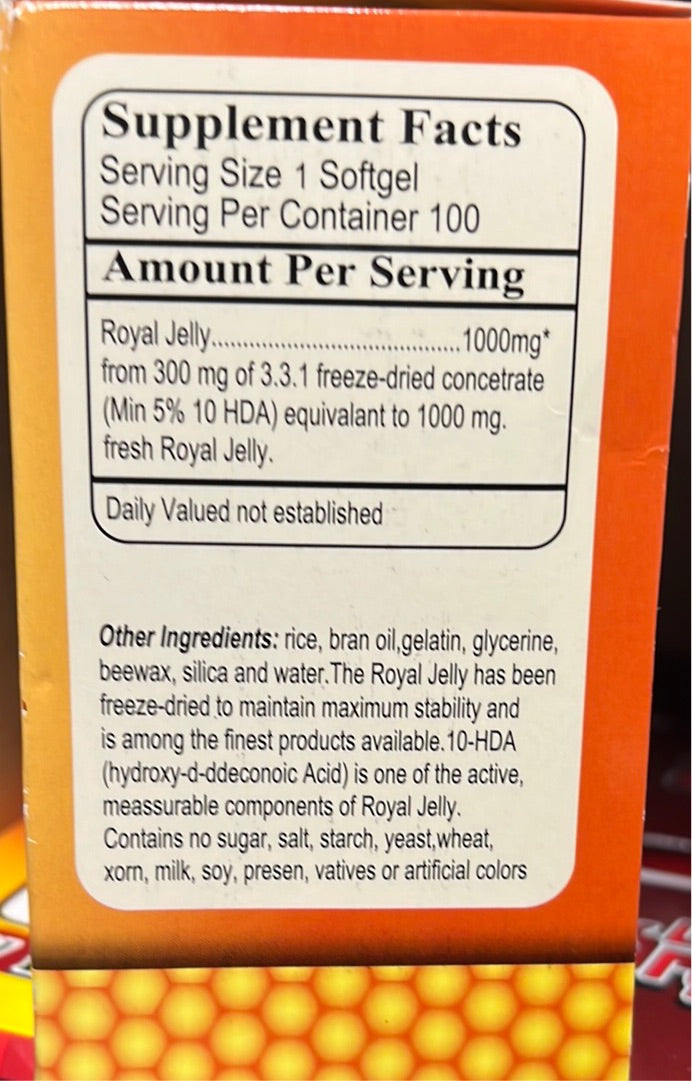 Supplement Facts
Serving Size 1 Softgel
Serving Per Container 100
Amount Per Serving
Royal Jelly........................................1000mg*
from 300 mg of 3.3.1 freeze-dried concetrate
(Min 5% 10 HDA) equivalant to 1000 mg.
fresh Royal Jelly.
Daily Valued not established
Other Ingredients: rice, bran oil,gelatin, glycerine,
beewax, silica and water.The Royal Jelly has been
freeze-dried to maintain maximum stability and
is among the finest products available.10-HDA
(hydroxy-d-ddeconoic Acid) is one of the active,
meassurable components of Royal Jelly.
Contains no sugar, salt, starch, yeast,wheat,
xorn, milk, soy, presen, vatives or artificial colors